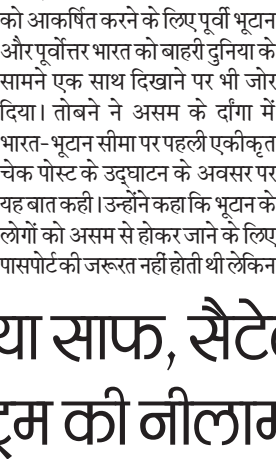 को आकर्षित करने के लिए पूर्वी भूटान
और पूर्वोत्तर भारत को बाहरी दुनिया के
सामने एक साथ दिखाने पर भी जोर
दिया। तोबने ने असम के दर्रांगा में
भारत-भूटान सीमा पर पहली एकीकृत
चेक पोस्ट के उद्घाटन के अवसर पर
यह बात कही। उन्होंने कहा कि भूटान के
लोगों को असम से होकर जाने के लिए
पासपोर्ट की जरूरत नहीं होती थी लेकिन
या साफ,
की